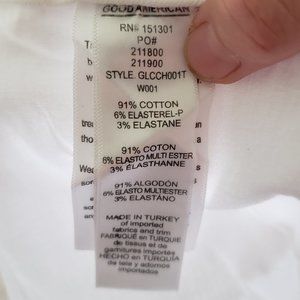 GOOD AMERICAN
RN# 151301
PO#
211800
211900
STYLE GLCCH001T
W001
91% COTTON
6% ELASTEREL-P
3% ELASTANE
91% COTON
6% ELASTO MULTI ESTER
3% ELASTHANNE
91% ALGODÓN
6% ELASTO MULTIESTER
3% ELASTANO
MADE IN TURKEY
of imported
fabrics and trim
FABRIQUÉ en TURQUIE
de tissus et de
garnitures importés
HECHO en TURQUÍA
de tela y adornos
importados